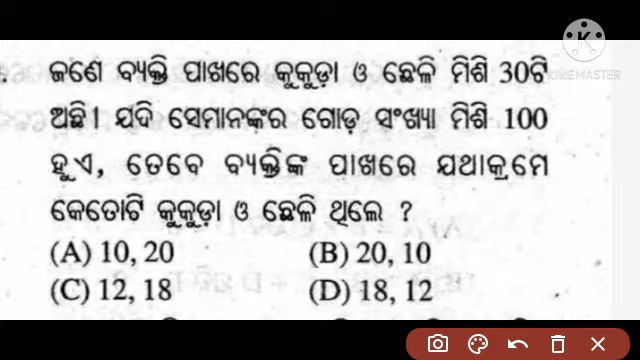 KINEMASTER
. ଜଣେ ବ୍ୟକ୍ତି ପାଖରେ କୁକୁଡ଼ା ଓ ଛେଳି ମିଶି 30ଟି
ଅଛି। ଯଦି ସେମାନଙ୍କର ଗୋଡ଼ ସଂଖ୍ୟା ମିଶି 100
ହୁଏ, ତେବେ ବ୍ୟକ୍ତିଙ୍କ ପାଖରେ ଯଥାକ୍ରମେ
କେତୋଟି କୁକୁଡ଼ା ଓ ଛେଳି ଥିଲେ ?
(A) 10, 20 (B) 20, 10
(C) 12, 18 (D) 18, 12